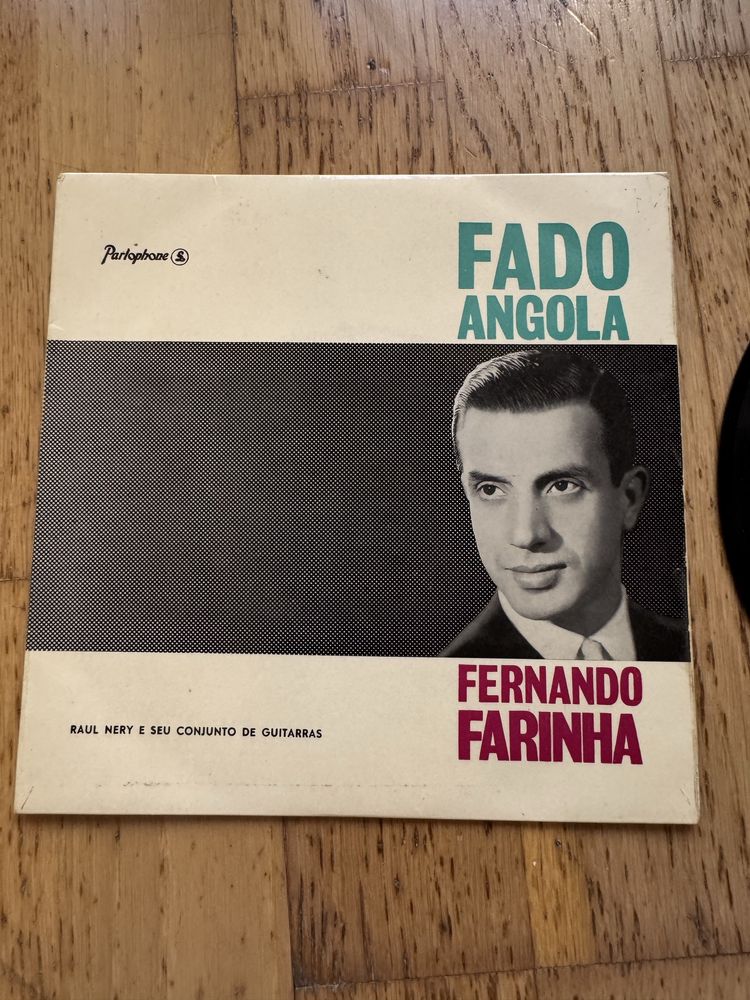 Parlophone
FADO
ANGOLA
FERNANDO
FARINHA
RAUL NERY E SEU CONJUNTO DE GUITARRAS